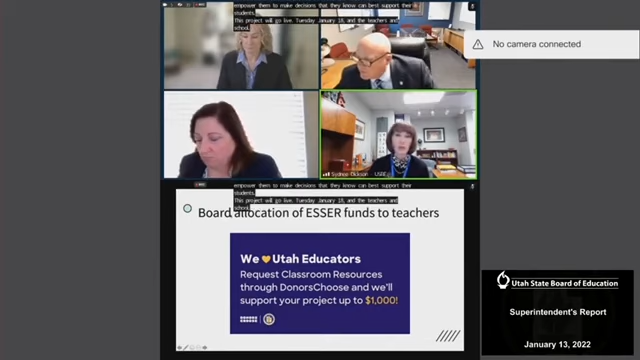 empower them to make decisions that they know can best support their
students.
This project will go live. Tuesday January 18, and the teachers and
school.
No camera connected
Sydnee Dickson USBE
empower them to make decisions that they know can best support their
students.
This project will go live. Tuesday January 18, and the teachers and
school.
Board allocation of ESSER funds to teachers
We Utah Educators
Request Classroom Resources
through DonorsChoose and we'll
support your project up to $1,000!
Utah State Board of Education
Superintendent's Report
January 13, 2022